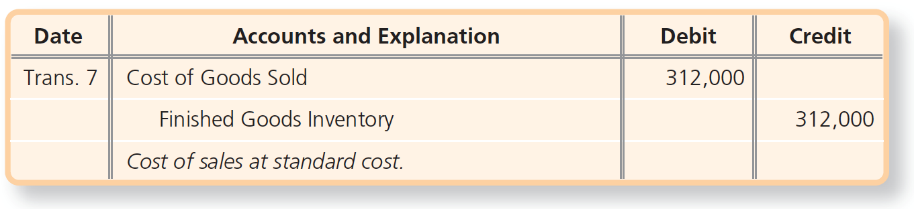 Date Accounts and Explanation Debit Credit
Trans. 7 Cost of Goods Sold 312,000
Finished Goods Inventory 312,000
Cost of sales at standard cost.